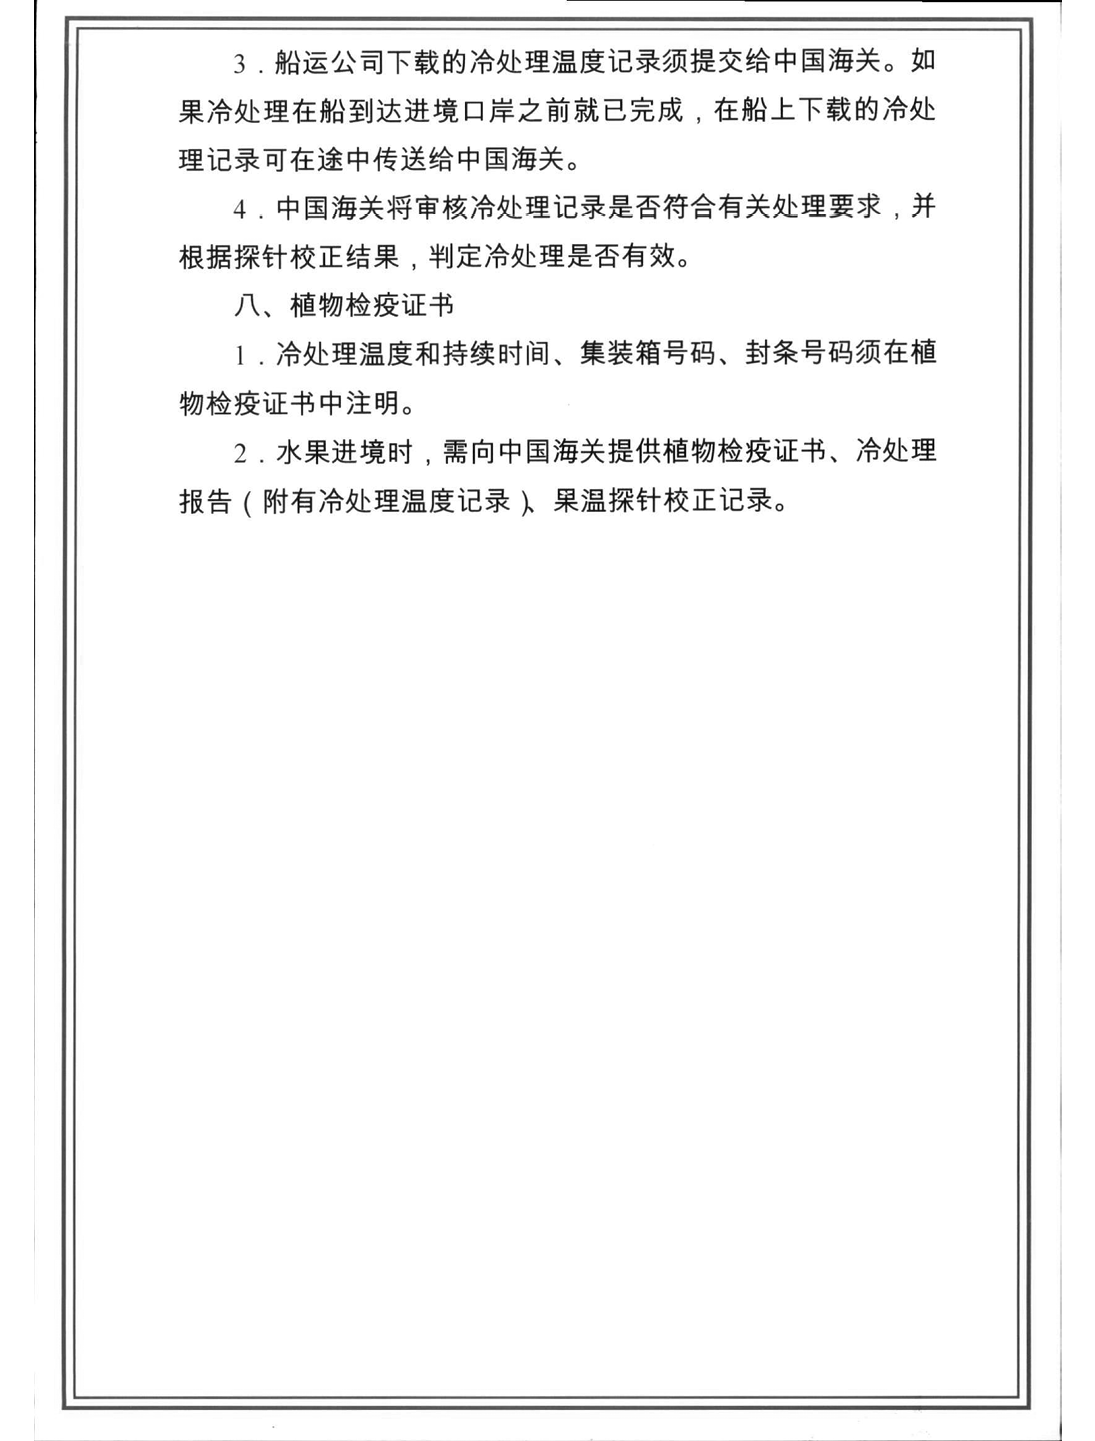 3．船运公司下载的冷处理温度记录须提交给中国海关。如
果冷处理在船到达进境口岸之前就已完成，在船上下载的冷处
理记录可在途中传送给中国海关。
4．中国海关将审核冷处理记录是否符合有关处理要求，并
根据探针校正结果，判定冷处理是否有效。
八、植物检疫证书
1．冷处理温度和持续时间、集装箱号码、封条号码须在植
物检疫证书中注明。
2．水果进境时，需向中国海关提供植物检疫证书、冷处理
报告（附有冷处理温度记录）、果温探针校正记录。